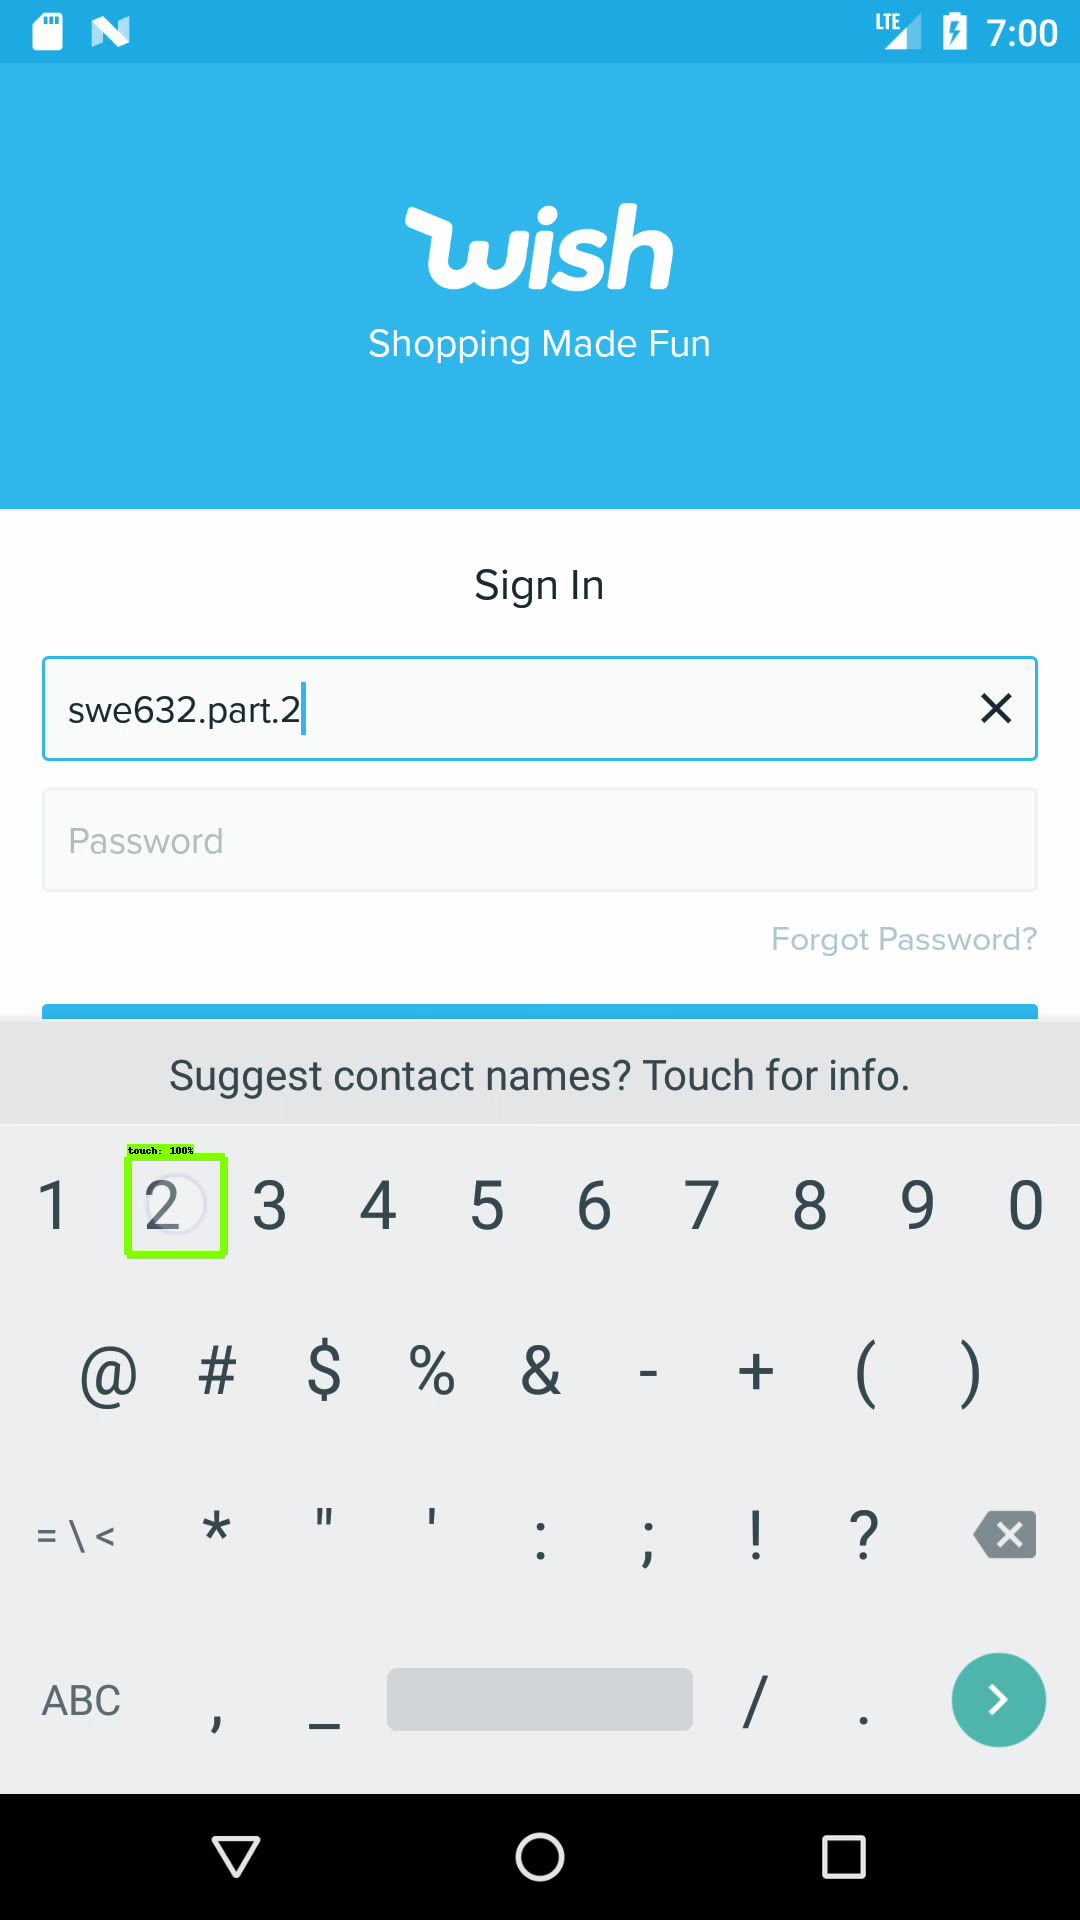 LTE 7:00
wish
Shopping Made Fun
Sign In
swe632.part.2
Password
Forgot Password?
Suggest contact names? Touch for info.
touch: 100%
1 2 3 4 5 6 7 8 9 0
@ # $ % & - + ( )
= \ < * " ' : ; ! ?
ABC , _ / .